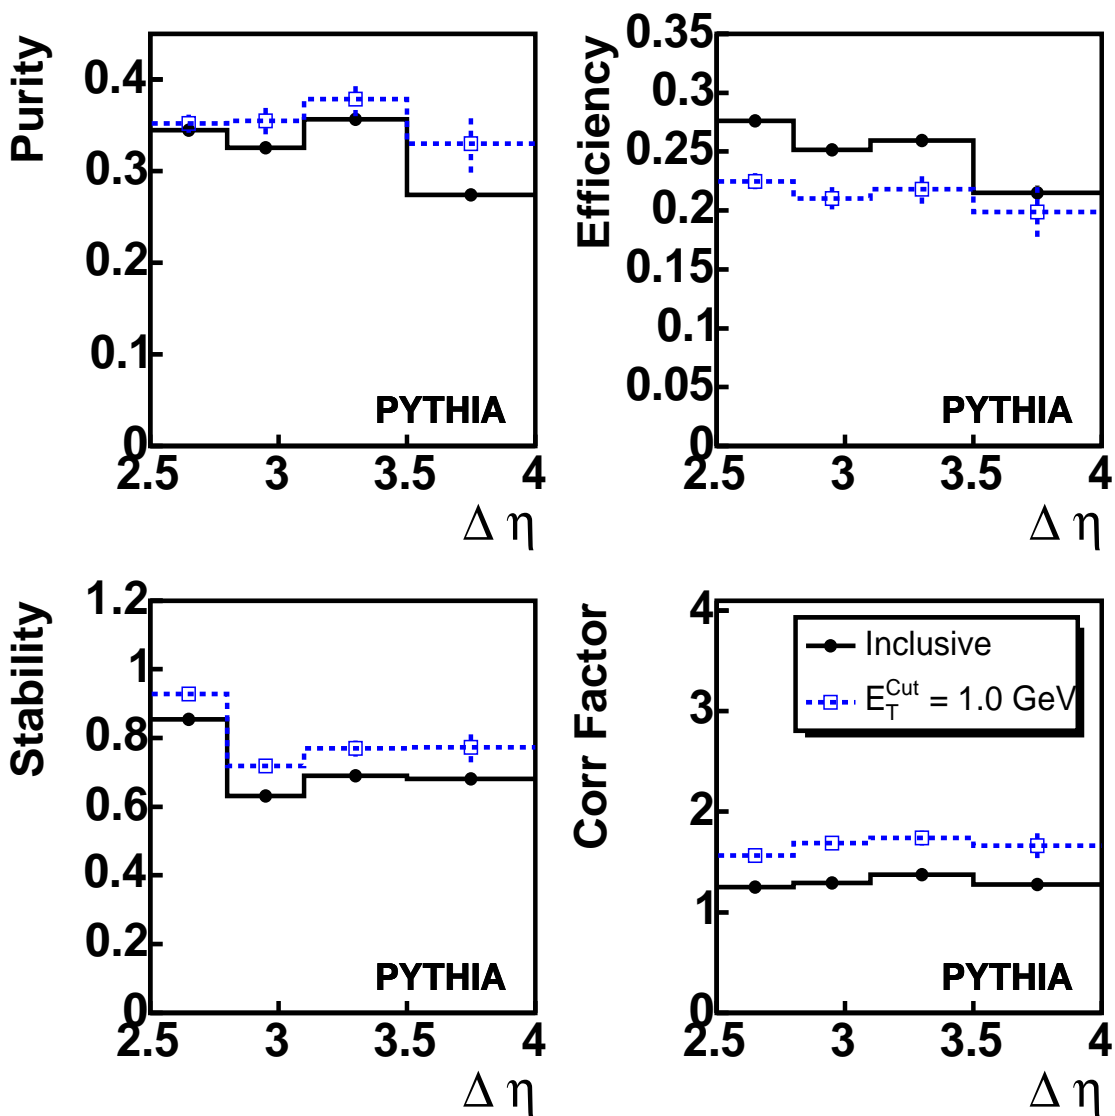 Purity
0.4
0.3
0.2
0.1
0
2.5 3 3.5 4
PYTHIA
Δ η
Efficiency
0.35
0.3
0.25
0.2
0.15
0.1
0.05
0
2.5 3 3.5 4
PYTHIA
Δ η
Stability
1.2
1
0.8
0.6
0.4
0.2
0
2.5 3 3.5 4
PYTHIA
Δ η
Corr Factor
4
3
2
1
0
2.5 3 3.5 4
Inclusive
E_T^Cut = 1.0 GeV
PYTHIA
Δ η